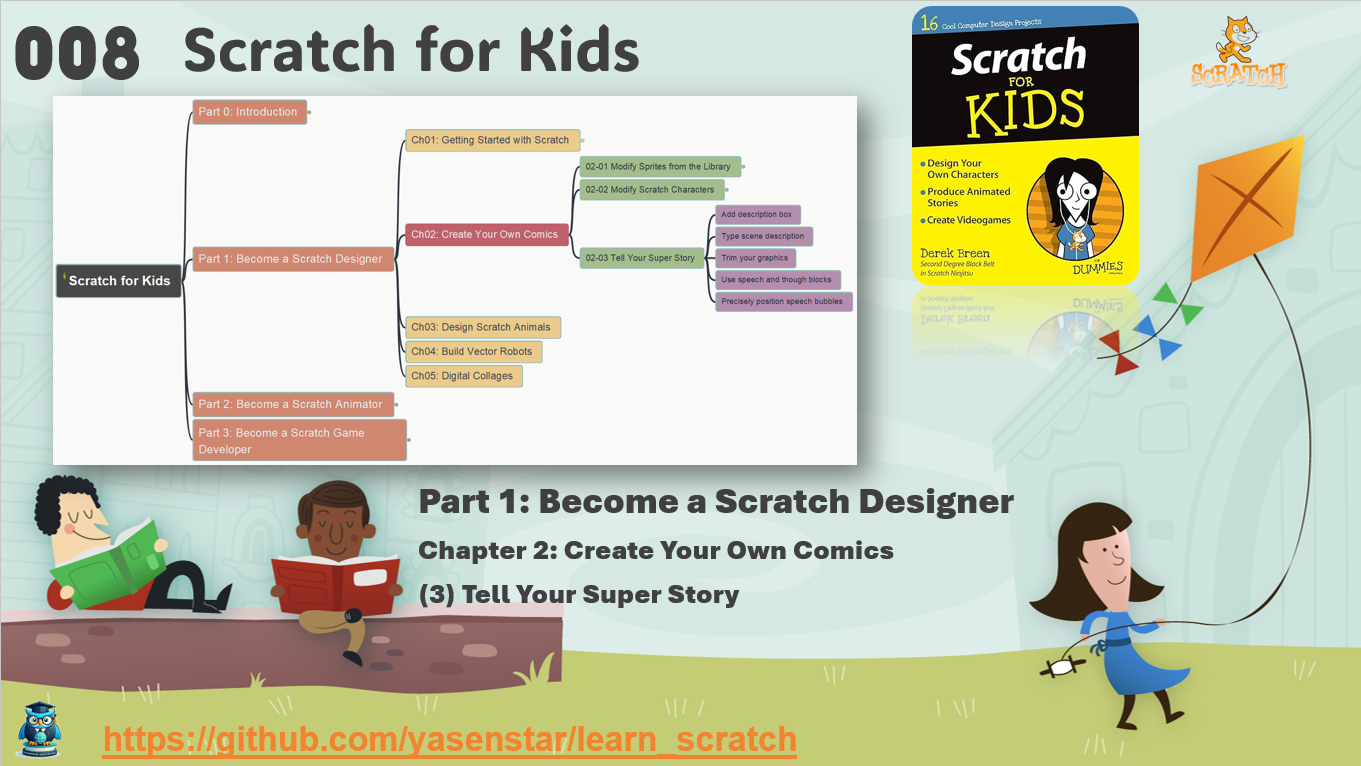 008 Scratch for Kids
Part 0: Introduction
Ch01: Getting Started with Scratch
02-01 Modify Sprites from the Library
02-02 Modify Scratch Characters
Add description box
Type scene description
Ch02: Create Your Own Comics
Part 1: Become a Scratch Designer
02-03 Tell Your Super Story
Trim your graphics
Scratch for Kids
Use speech and though blocks
Precisely position speech bubbles
Ch03: Design Scratch Animals
Ch04: Build Vector Robots
Ch05: Digital Collages
Part 2: Become a Scratch Animator
Part 3: Become a Scratch Game
Developer
16 Cool Computer Design Projects
Scratch
FOR
KIDS
• Design Your
Own Characters
• Produce Animated
Stories
• Create Videogames
Derek Breen
Second Degree Black Belt
in Scratch Ninjitsu
FOR
DUMMIES
SCRATCH
Part 1: Become a Scratch Designer
Chapter 2: Create Your Own Comics
(3) Tell Your Super Story
https://github.com/yasenstar/learn_scratch